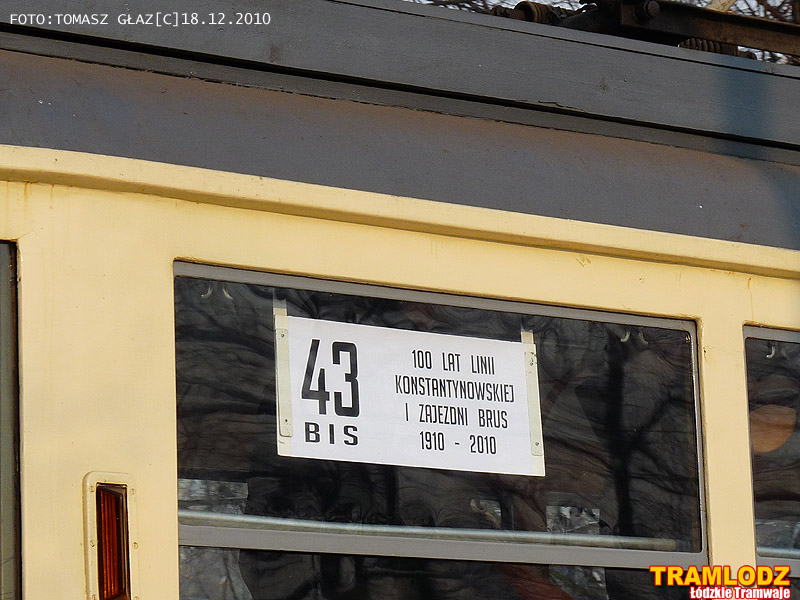 FOTO:TOMASZ GŁAZ[C]18.12.2010
43
BIS
100 LAT LINII
KONSTANTYNOWSKIEJ
I ZAJEZDNI BRUS
1910 - 2010
TRAMLODZ
Łódzkie Tramwaje